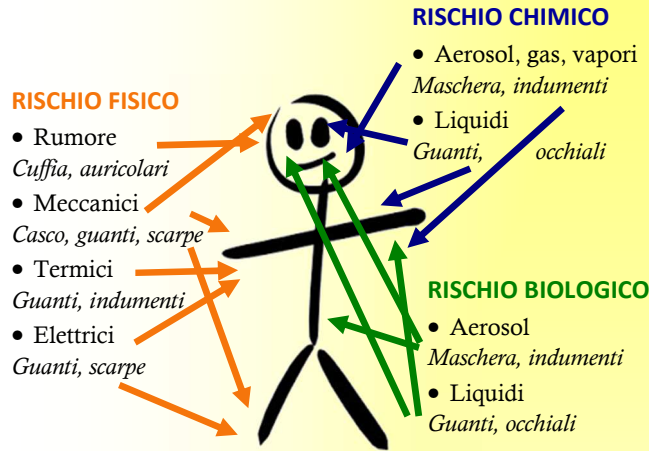 RISCHIO FISICO
• Rumore
Cuffia, auricolari
• Meccanici
Casco, guanti, scarpe
• Termici
Guanti, indumenti
• Elettrici
Guanti, scarpe
RISCHIO CHIMICO
• Aerosol, gas, vapori
Maschera, indumenti
• Liquidi
Guanti, occhiali
RISCHIO BIOLOGICO
• Aerosol
Maschera, indumenti
• Liquidi
Guanti, occhiali